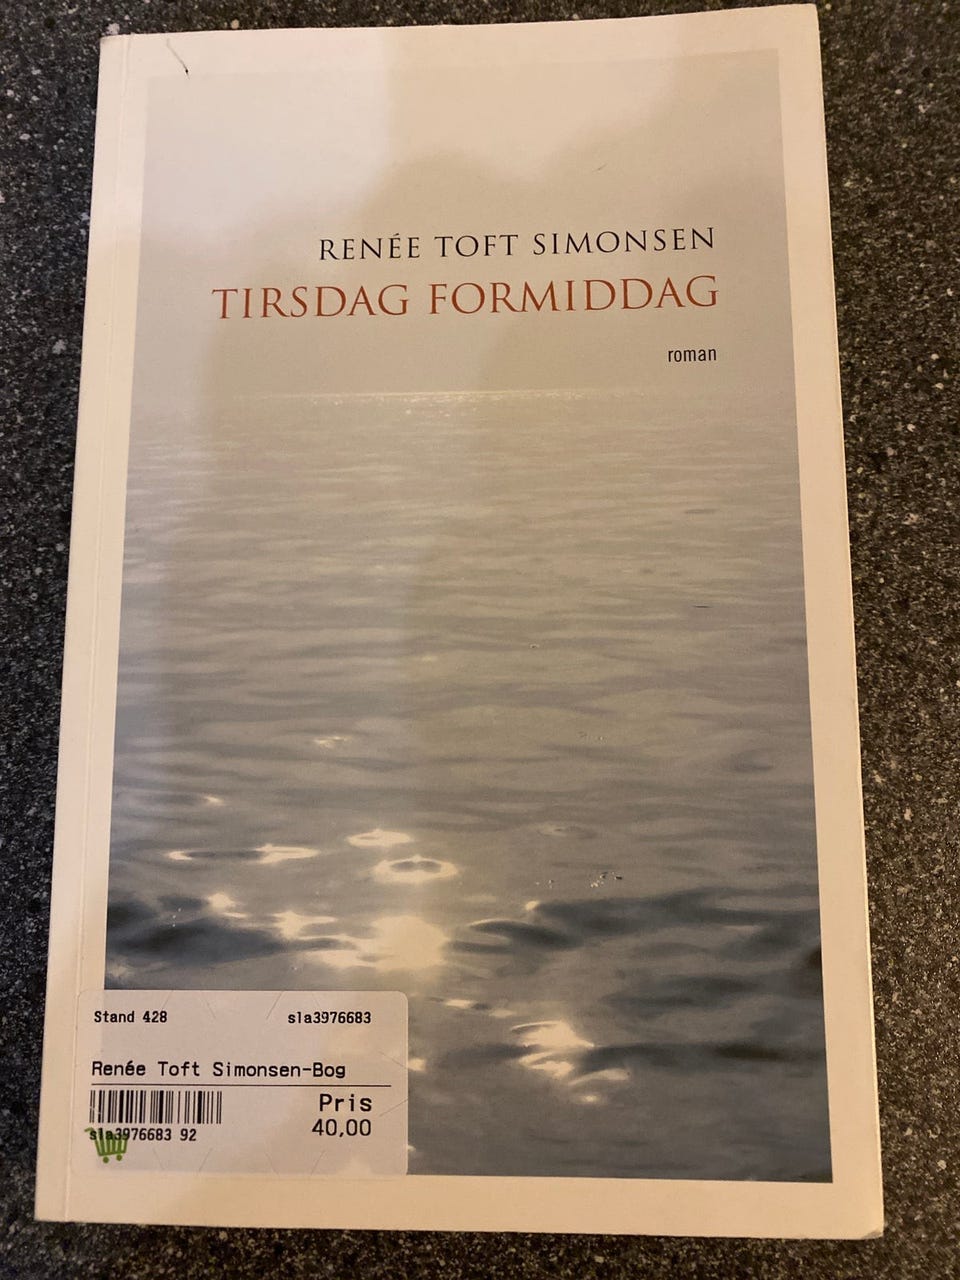 RENÉE TOFT SIMONSEN
TIRSDAG FORMIDDAG
roman
Stand 428 sla3976683
Renée Toft Simonsen-Bog
Pris
40,00
sla3976683 92